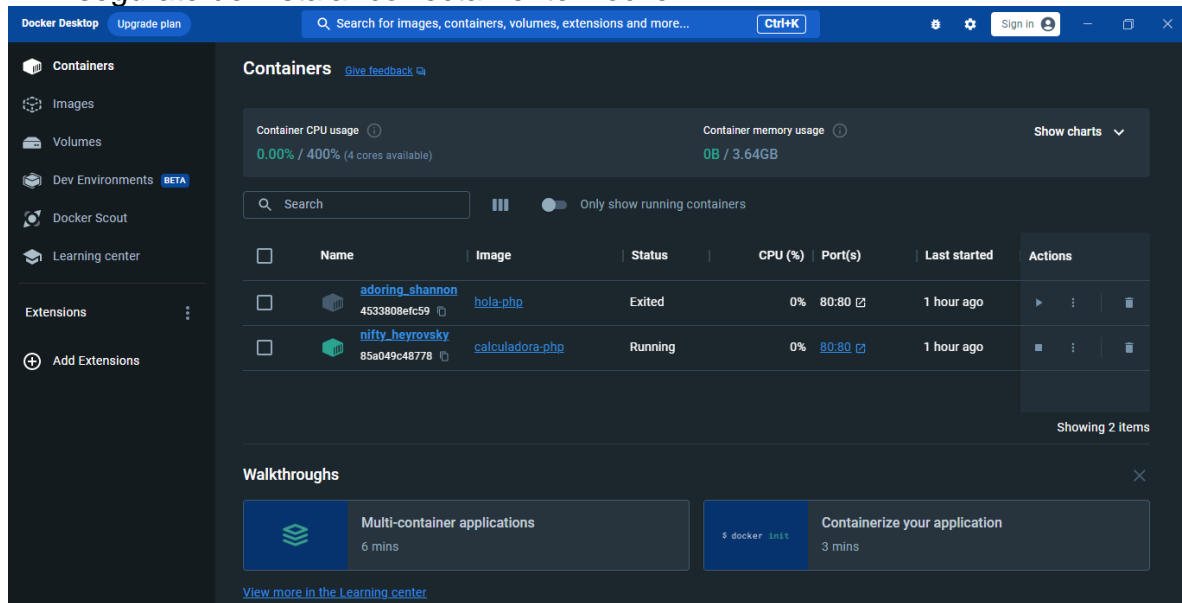 Docker Desktop Upgrade plan Search for images, containers, volumes, extensions and more... Ctrl+K Sign in
Containers
Images
Volumes
Dev Environments BETA
Docker Scout
Learning center
Extensions
Add Extensions
Containers Give feedback
Container CPU usage Container memory usage Show charts
0.00% / 400% (4 cores available) 0B / 3.64GB
Search Only show running containers
Name Image Status CPU (%) Port(s) Last started Actions
adoring_shannon
4533808efc59 hola-php Exited 0% 80:80 1 hour ago
nifty_heyrovsky
85a049c48778 calculadora-php Running 0% 80:80 1 hour ago
Showing 2 items
Walkthroughs
Multi-container applications
6 mins
$ docker init
Containerize your application
3 mins
View more in the Learning center